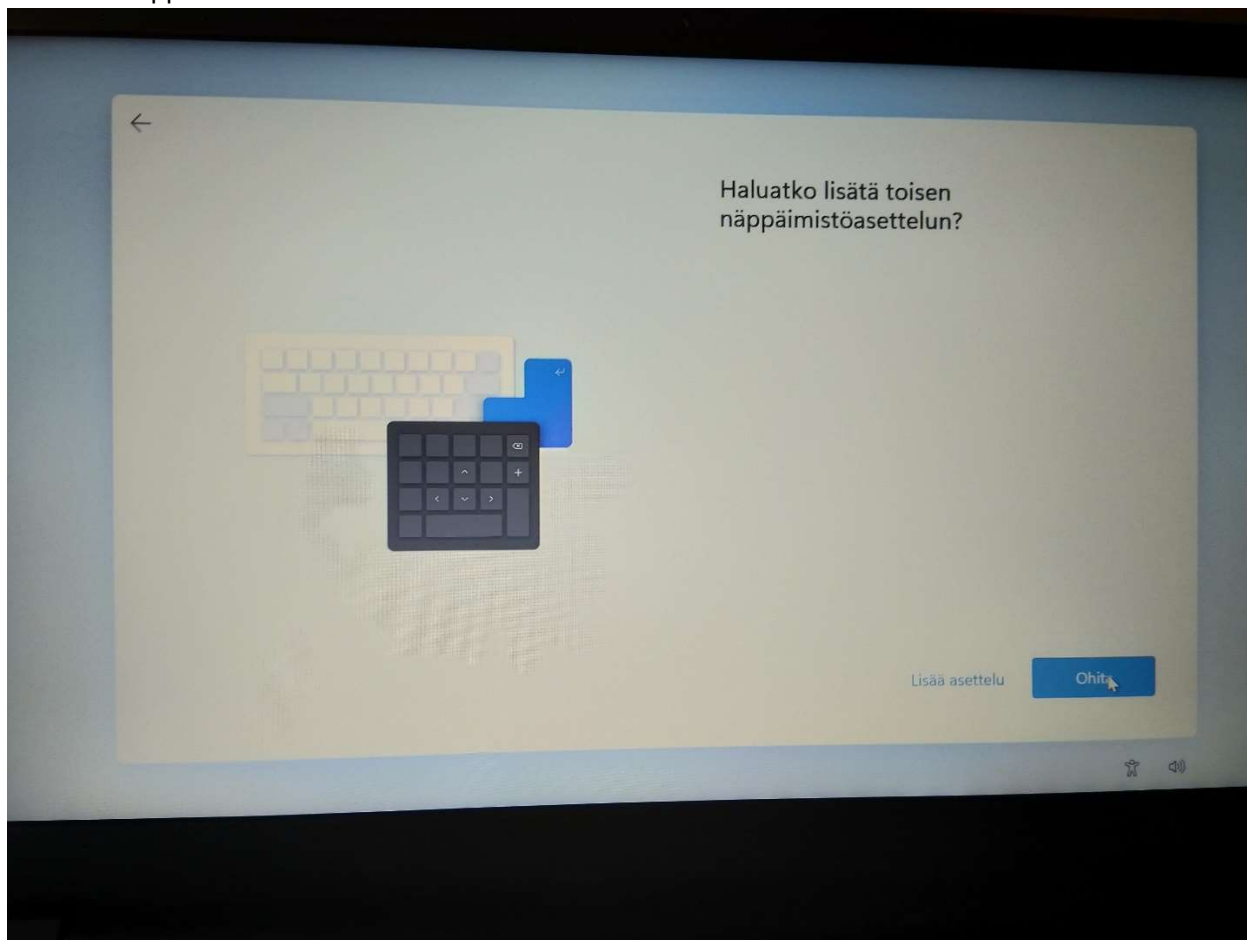 Haluatko lisätä toisen
näppäimistöasettelun?
Lisää asettelu
Ohita